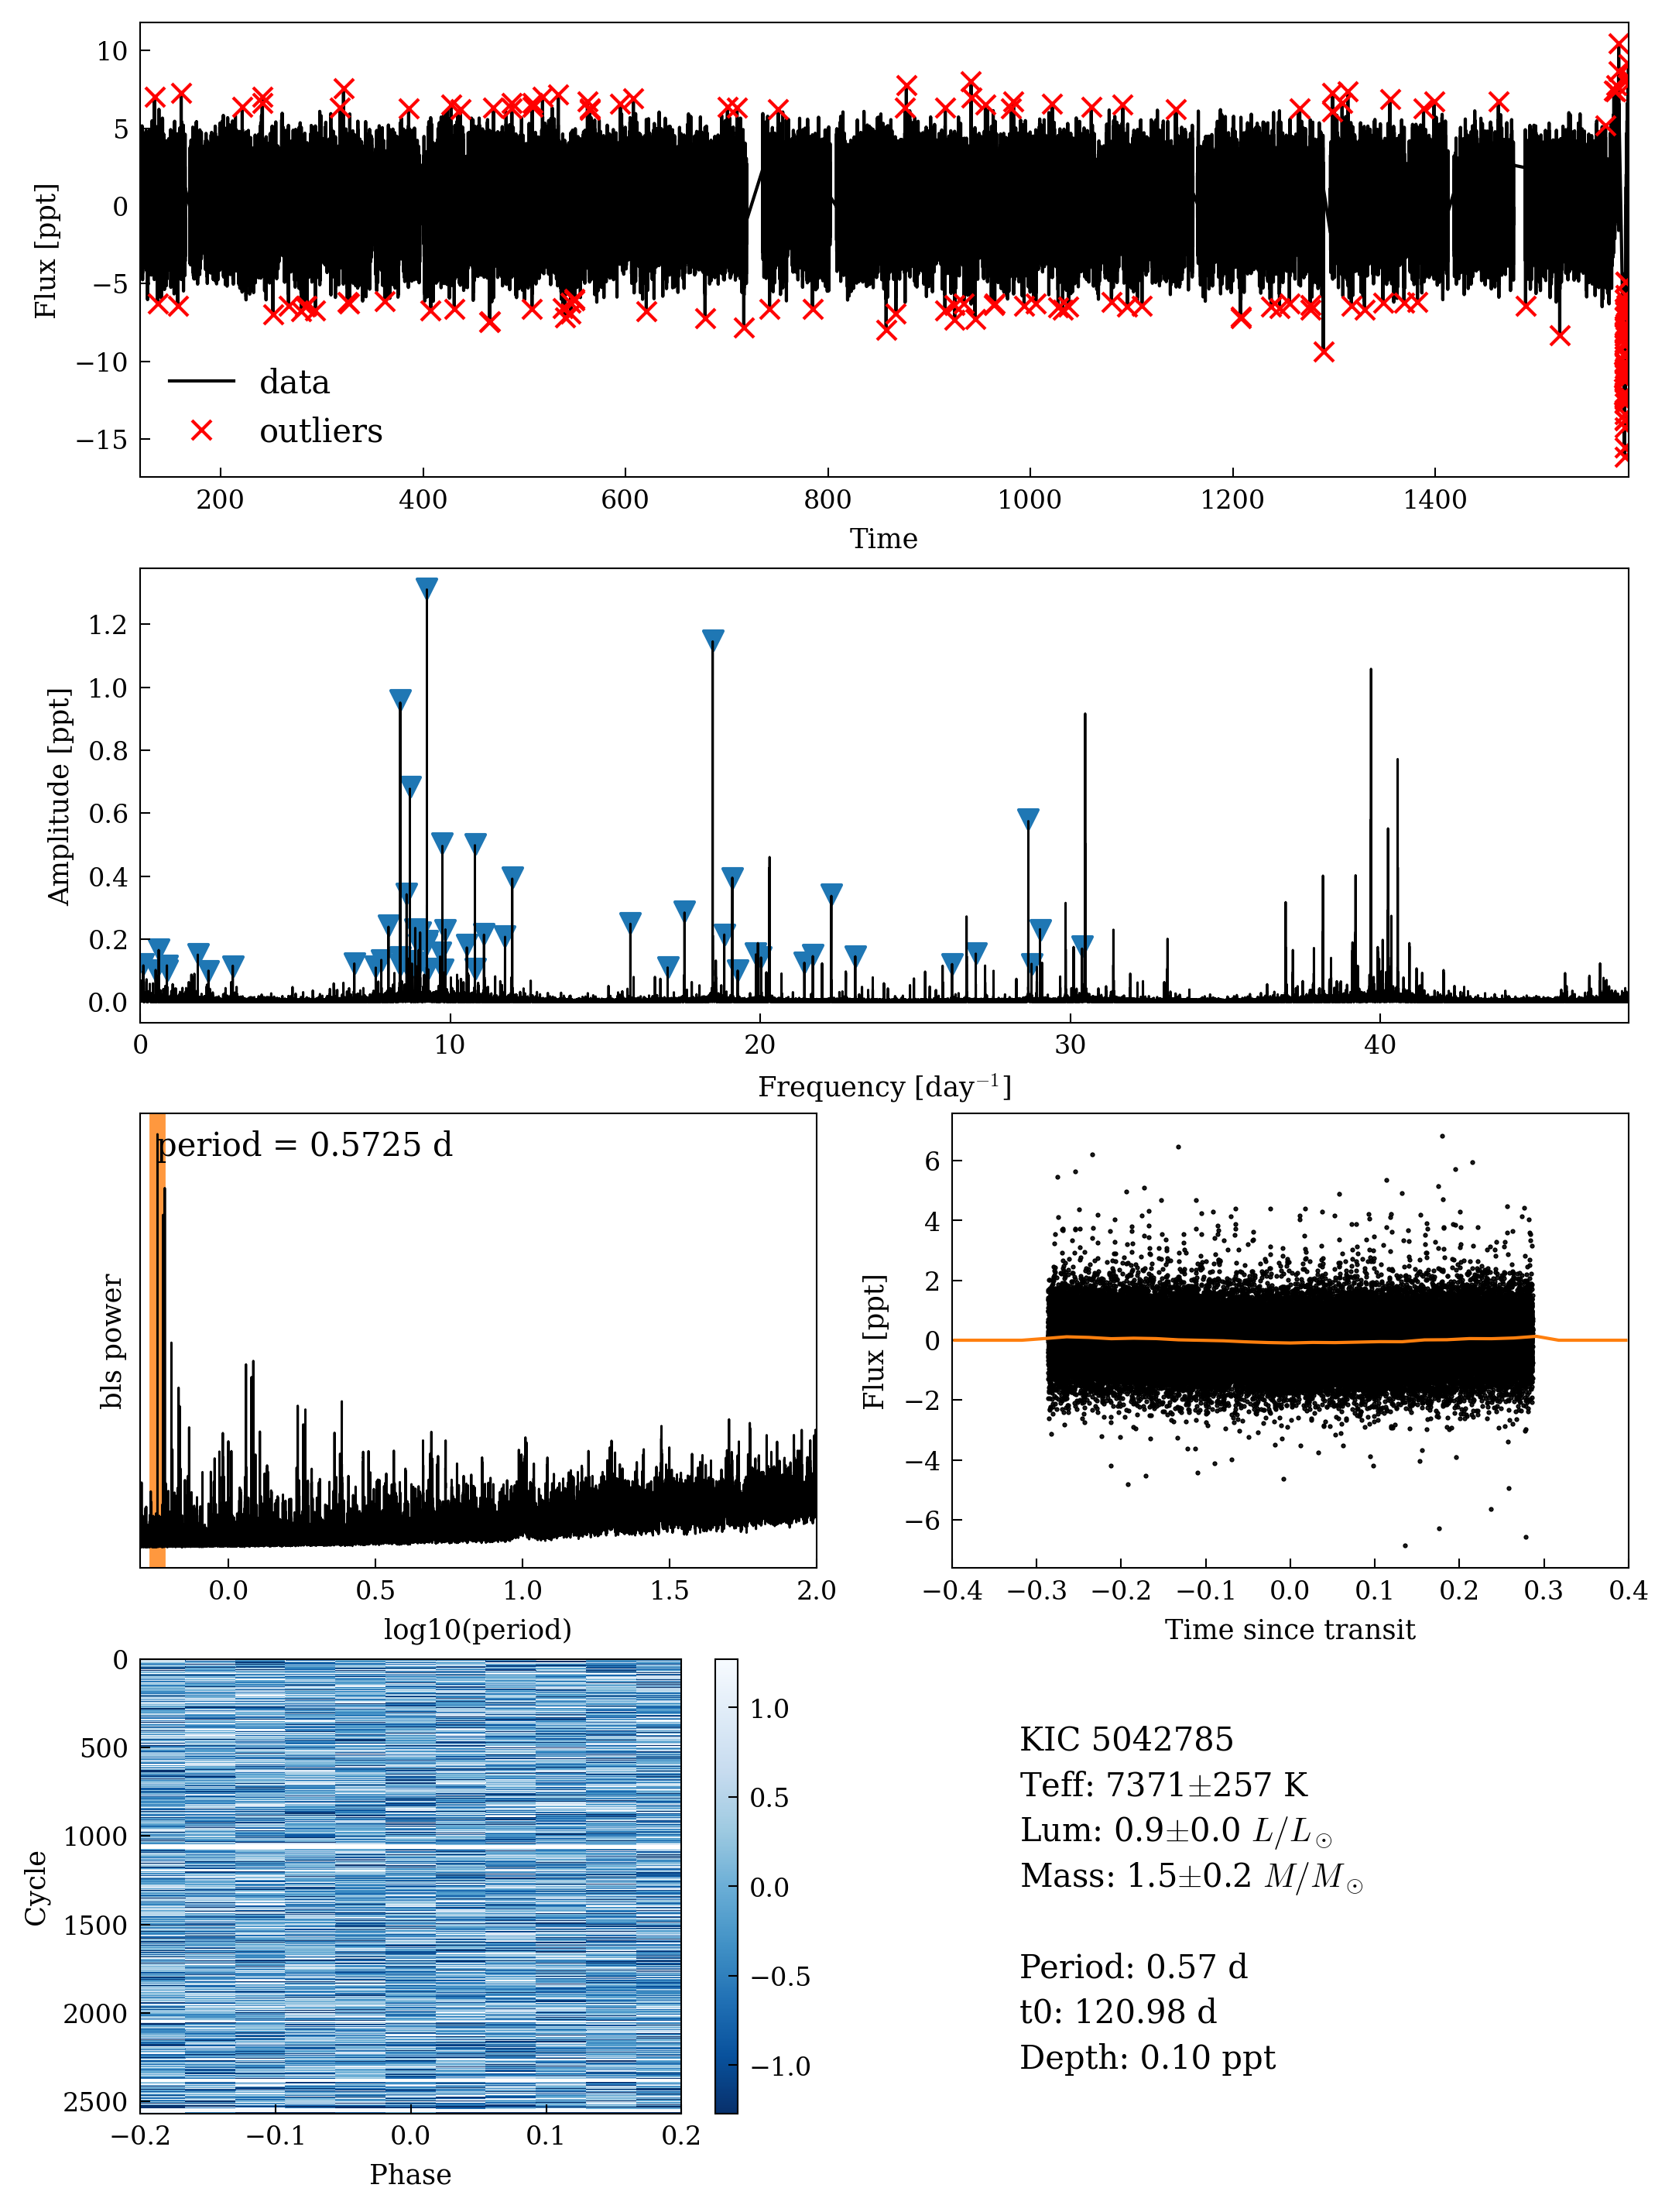 10
5
0
−5
−10
−15
Flux [ppt]
data
outliers
200 400 600 800 1000 1200 1400
Time
1.2
1.0
0.8
0.6
0.4
0.2
0.0
Amplitude [ppt]
0 10 20 30 40
Frequency [day⁻¹]
period = 0.5725 d
bls power
0.0 0.5 1.0 1.5 2.0
log10(period)
6
4
2
0
−2
−4
−6
Flux [ppt]
−0.4 −0.3 −0.2 −0.1 0.0 0.1 0.2 0.3 0.4
Time since transit
0
500
1000
1500
2000
2500
Cycle
−0.2 −0.1 0.0 0.1 0.2
Phase
1.0
0.5
0.0
−0.5
−1.0
KIC 5042785
Teff: 7371±257 K
Lum: 0.9±0.0 L/L☉
Mass: 1.5±0.2 M/M☉
Period: 0.57 d
t0: 120.98 d
Depth: 0.10 ppt